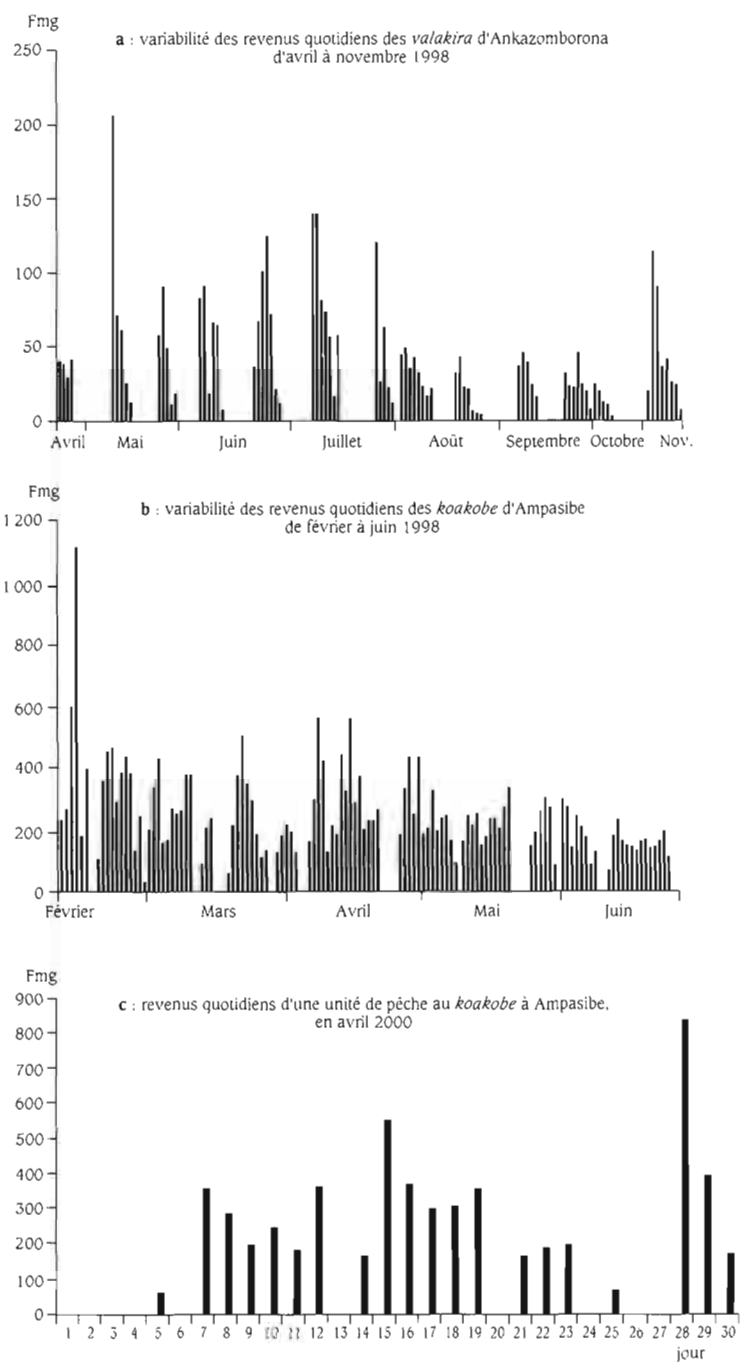 Fmg
a : variabilité des revenus quotidiens des valakira d'Ankazomborona
d'avril à novembre 1998
250
200
150
100
50
0
Avril Mai Juin Juillet Août Septembre Octobre Nov.
Fmg
b : variabilité des revenus quotidiens des koakobe d'Ampasibe
de février à juin 1998
1 200
1 000
800
600
400
200
0
Février Mars Avril Mai Juin
Fmg
c : revenus quotidiens d'une unité de pêche au koakobe à Ampasibe,
en avril 2000
900
800
700
600
500
400
300
200
100
0
1 2 3 4 5 6 7 8 9 10 11 12 13 14 15 16 17 18 19 20 21 22 23 24 25 26 27 28 29 30
jour